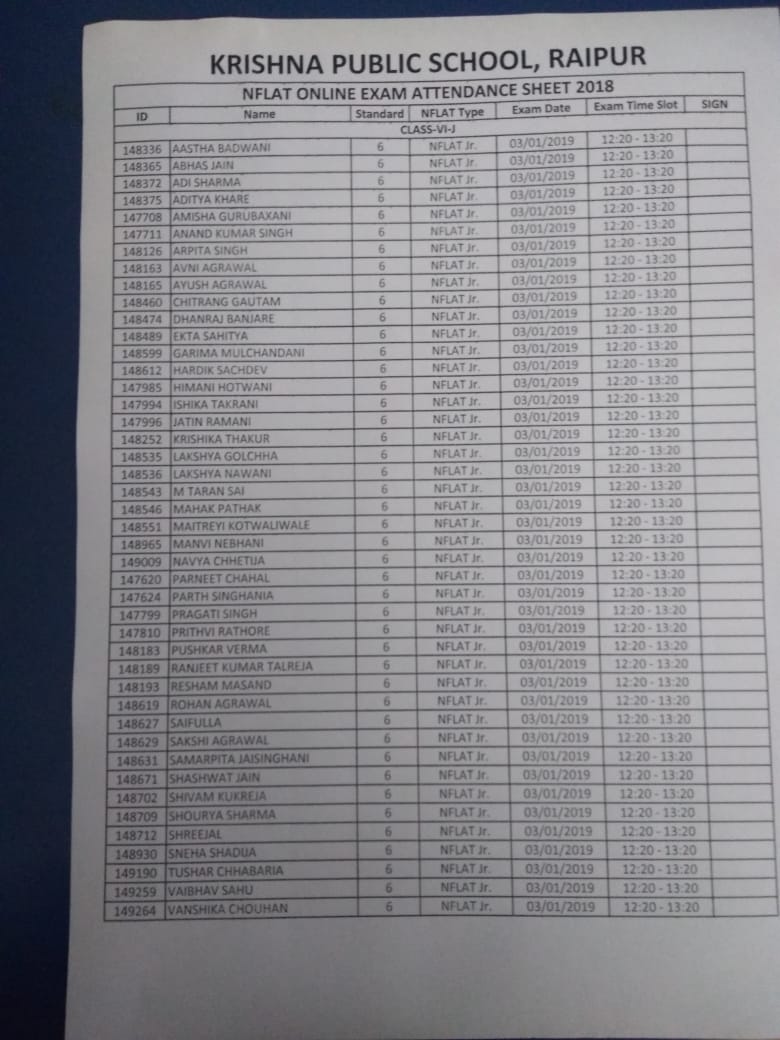 KRISHNA PUBLIC SCHOOL, RAIPUR
NFLAT ONLINE EXAM ATTENDANCE SHEET 2018
ID Name Standard NFLAT Type Exam Date Exam Time Slot SIGN
CLASS-VI-J
148336 AASTHA BADWANI 6 NFLAT Jr. 03/01/2019 12:20 - 13:20
148365 ABHAS JAIN 6 NFLAT Jr. 03/01/2019 12:20 - 13:20
148372 ADI SHARMA 6 NFLAT Jr. 03/01/2019 12:20 - 13:20
148375 ADITYA KHARE 6 NFLAT Jr. 03/01/2019 12:20 - 13:20
147708 AMISHA GURUBAXANI 6 NFLAT Jr. 03/01/2019 12:20 - 13:20
147711 ANAND KUMAR SINGH 6 NFLAT Jr. 03/01/2019 12:20 - 13:20
148126 ARPITA SINGH 6 NFLAT Jr. 03/01/2019 12:20 - 13:20
148163 AVNI AGRAWAL 6 NFLAT Jr. 03/01/2019 12:20 - 13:20
148165 AYUSH AGRAWAL 6 NFLAT Jr. 03/01/2019 12:20 - 13:20
148460 CHITRANG GAUTAM 6 NFLAT Jr. 03/01/2019 12:20 - 13:20
148474 DHANRAJ BANJARE 6 NFLAT Jr. 03/01/2019 12:20 - 13:20
148489 EKTA SAHITYA 6 NFLAT Jr. 03/01/2019 12:20 - 13:20
148599 GARIMA MULCHANDANI 6 NFLAT Jr. 03/01/2019 12:20 - 13:20
148612 HARDIK SACHDEV 6 NFLAT Jr. 03/01/2019 12:20 - 13:20
147985 HIMANI HOTWANI 6 NFLAT Jr. 03/01/2019 12:20 - 13:20
147994 ISHIKA TAKRANI 6 NFLAT Jr. 03/01/2019 12:20 - 13:20
147996 JATIN RAMANI 6 NFLAT Jr. 03/01/2019 12:20 - 13:20
148252 KRISHIKA THAKUR 6 NFLAT Jr. 03/01/2019 12:20 - 13:20
148535 LAKSHYA GOLCHHA 6 NFLAT Jr. 03/01/2019 12:20 - 13:20
148536 LAKSHYA NAWANI 6 NFLAT Jr. 03/01/2019 12:20 - 13:20
148543 M TARAN SAI 6 NFLAT Jr. 03/01/2019 12:20 - 13:20
148546 MAHAK PATHAK 6 NFLAT Jr. 03/01/2019 12:20 - 13:20
148551 MAITREYI KOTWALIWALE 6 NFLAT Jr. 03/01/2019 12:20 - 13:20
148965 MANVI NEBHANI 6 NFLAT Jr. 03/01/2019 12:20 - 13:20
149009 NAVYA CHHETIJA 6 NFLAT Jr. 03/01/2019 12:20 - 13:20
147620 PARNEET CHAHAL 6 NFLAT Jr. 03/01/2019 12:20 - 13:20
147624 PARTH SINGHANIA 6 NFLAT Jr. 03/01/2019 12:20 - 13:20
147799 PRAGATI SINGH 6 NFLAT Jr. 03/01/2019 12:20 - 13:20
147810 PRITHVI RATHORE 6 NFLAT Jr. 03/01/2019 12:20 - 13:20
148183 PUSHKAR VERMA 6 NFLAT Jr. 03/01/2019 12:20 - 13:20
148189 RANJEET KUMAR TALREJA 6 NFLAT Jr. 03/01/2019 12:20 - 13:20
148193 RESHAM MASAND 6 NFLAT Jr. 03/01/2019 12:20 - 13:20
148619 ROHAN AGRAWAL 6 NFLAT Jr. 03/01/2019 12:20 - 13:20
148627 SAIFULLA 6 NFLAT Jr. 03/01/2019 12:20 - 13:20
148629 SAKSHI AGRAWAL 6 NFLAT Jr. 03/01/2019 12:20 - 13:20
148631 SAMARPITA JAISINGHANI 6 NFLAT Jr. 03/01/2019 12:20 - 13:20
148671 SHASHWAT JAIN 6 NFLAT Jr. 03/01/2019 12:20 - 13:20
148702 SHIVAM KUKREJA 6 NFLAT Jr. 03/01/2019 12:20 - 13:20
148709 SHOURYA SHARMA 6 NFLAT Jr. 03/01/2019 12:20 - 13:20
148712 SHREEJAL 6 NFLAT Jr. 03/01/2019 12:20 - 13:20
148930 SNEHA SHADIJA 6 NFLAT Jr. 03/01/2019 12:20 - 13:20
149190 TUSHAR CHHABARIA 6 NFLAT Jr. 03/01/2019 12:20 - 13:20
149259 VAIBHAV SAHU 6 NFLAT Jr. 03/01/2019 12:20 - 13:20
149264 VANSHIKA CHOUHAN 6 NFLAT Jr. 03/01/2019 12:20 - 13:20